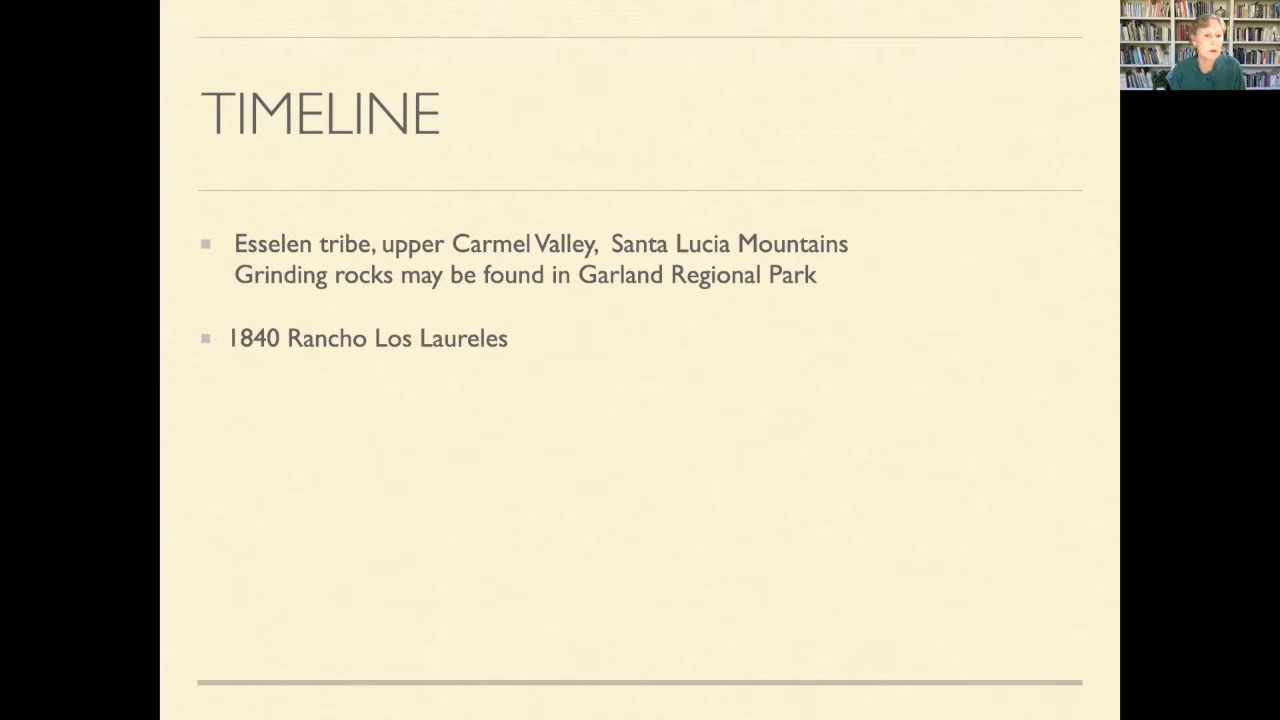 TIMELINE
Esselen tribe, upper Carmel Valley, Santa Lucia Mountains
Grinding rocks may be found in Garland Regional Park
1840 Rancho Los Laureles